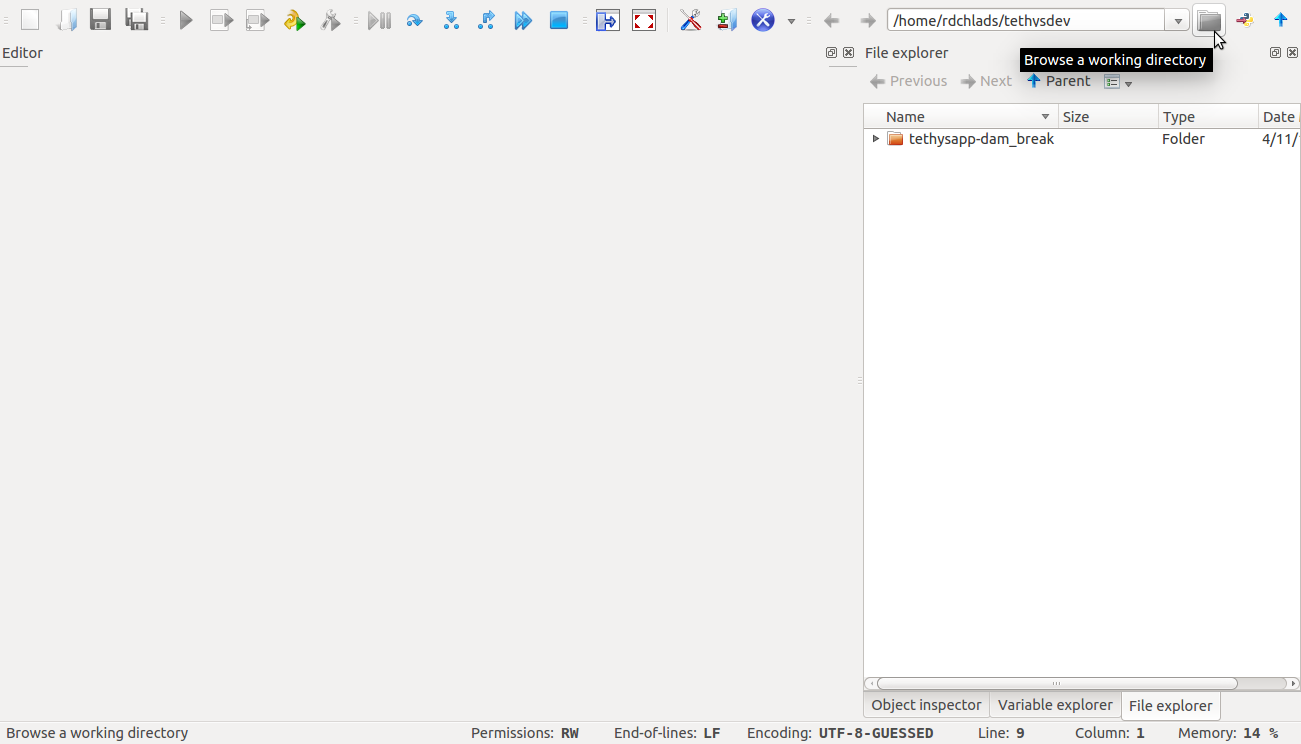 /home/rdchlads/tethysdev
Editor
File explorer
Browse a working directory
Previous Next Parent
Name Size Type Date
tethysapp-dam_break Folder 4/11/
Object inspector Variable explorer File explorer
Browse a working directory Permissions: RW End-of-lines: LF Encoding: UTF-8-GUESSED Line: 9 Column: 1 Memory: 14 %